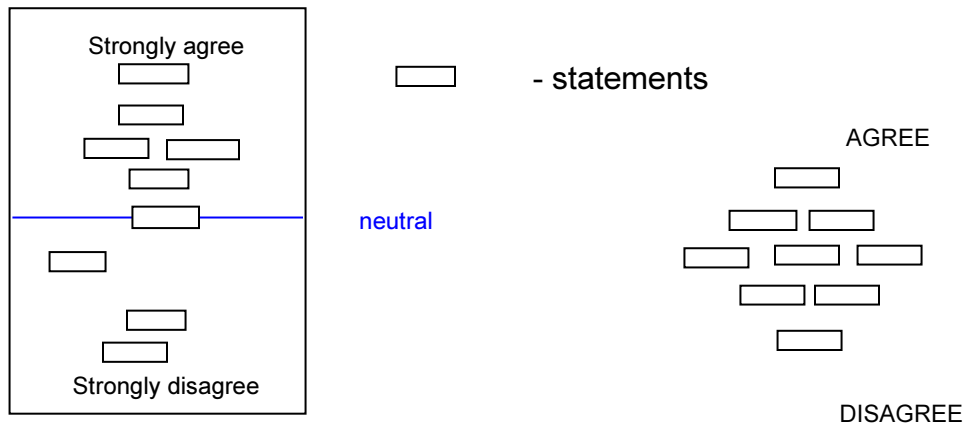 Strongly agree
- statements
AGREE
neutral
Strongly disagree
DISAGREE